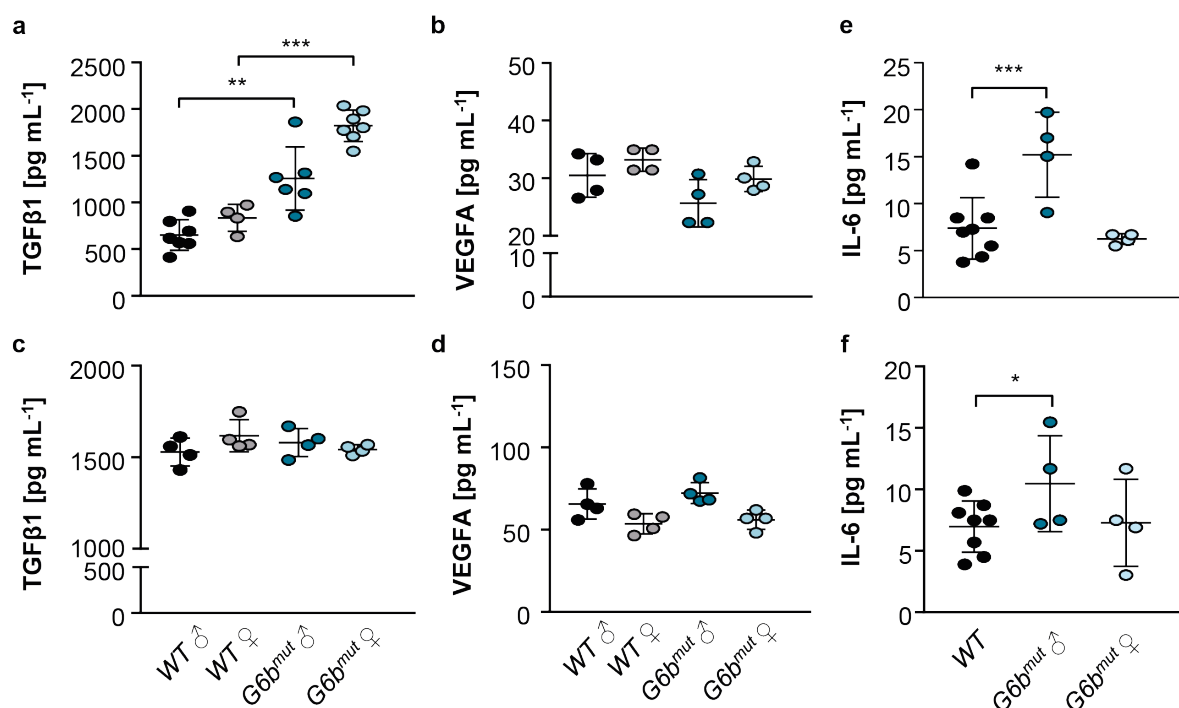 a
TGFβ1 [pg mL⁻¹]
2500
2000
1500
1000
500
0
**
***
b
VEGFA [pg mL⁻¹]
50
40
30
20
10
0
e
IL-6 [pg mL⁻¹]
25
20
15
10
5
0
***
c
TGFβ1 [pg mL⁻¹]
2000
1500
1000
500
0
WT ♂
WT ♀
G6bᵐᵘᵗ ♂
G6bᵐᵘᵗ ♀
d
VEGFA [pg mL⁻¹]
150
100
50
0
WT ♂
WT ♀
G6bᵐᵘᵗ ♂
G6bᵐᵘᵗ ♀
f
IL-6 [pg mL⁻¹]
20
15
10
5
0
*
WT
G6bᵐᵘᵗ ♂
G6bᵐᵘᵗ ♀